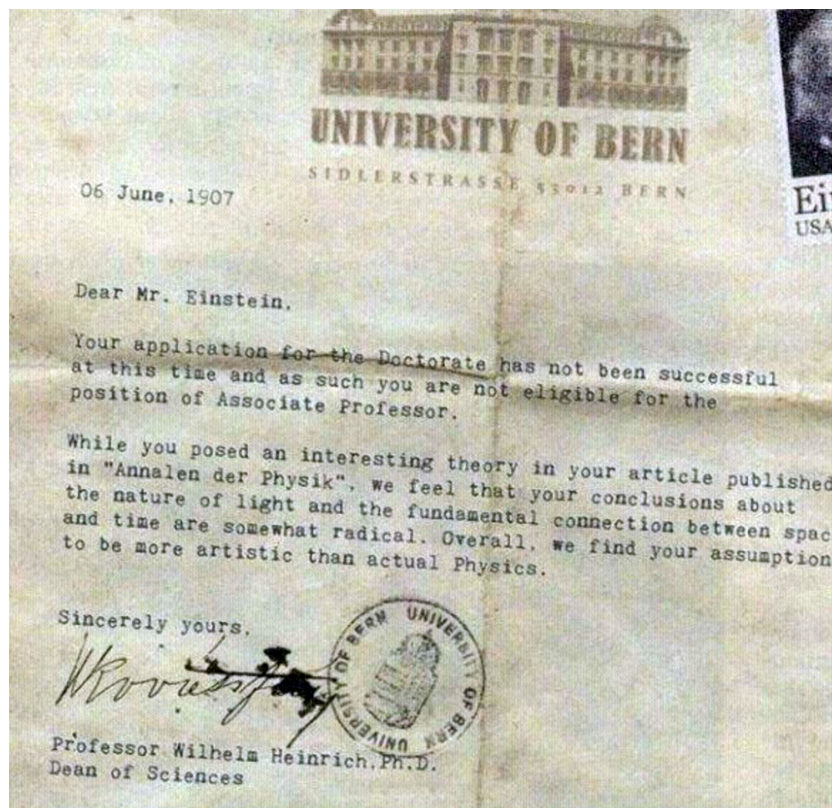 UNIVERSITY OF BERN
SIDLERSTRASSE 53012 BERN
06 June, 1907
USA
Dear Mr. Einstein,
Your application for the Doctorate has not been successful
at this time and as such you are not eligible for the
position of Associate Professor.
While you posed an interesting theory in your article published
in "Annalen der Physik", we feel that your conclusions about
the nature of light and the fundamental connection between spac
and time are somewhat radical. Overall, we find your assumption
to be more artistic than actual Physics.
Sincerely yours,
UNIVERSITY OF BERN UNIVERSITY OF BERN
Professor Wilhelm Heinrich,Ph.D.
Dean of Sciences